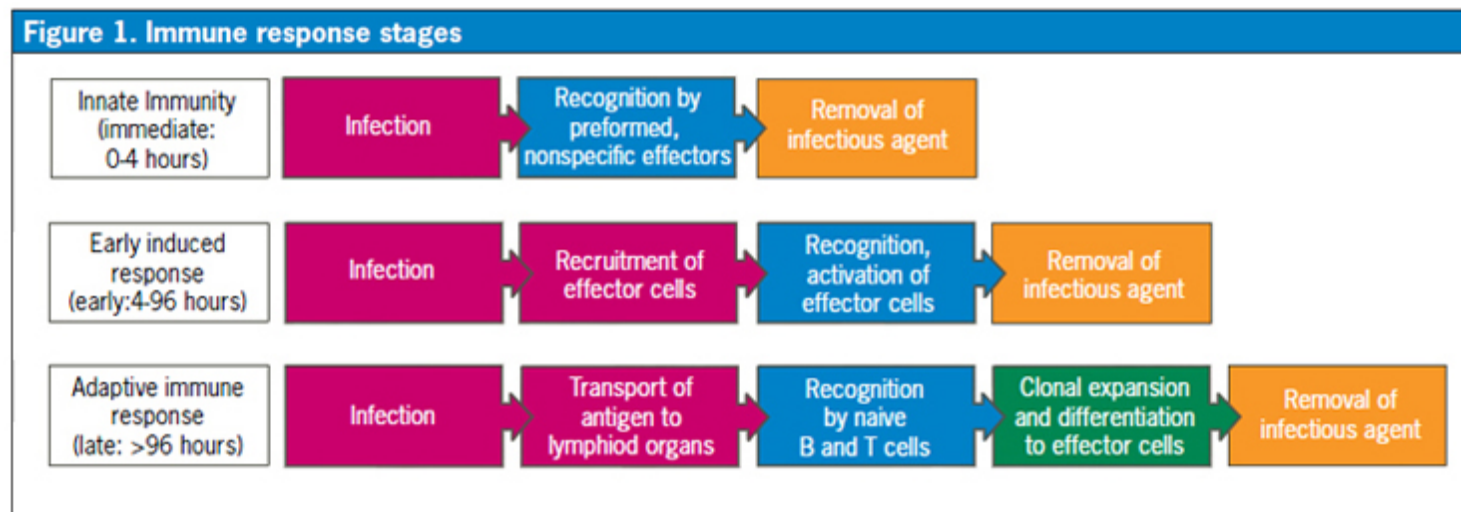 Figure 1. Immune response stages
Innate Immunity
(immediate:
0-4 hours)
Infection
Recognition by
preformed,
nonspecific effectors
Removal of
infectious agent
Early induced
response
(early:4-96 hours)
Infection
Recruitment of
effector cells
Recognition,
activation of
effector cells
Removal of
infectious agent
Adaptive immune
response
(late: >96 hours)
Infection
Transport of
antigen to
lymphiod organs
Recognition
by naive
B and T cells
Clonal expansion
and differentiation
to effector cells
Removal of
infectious agent